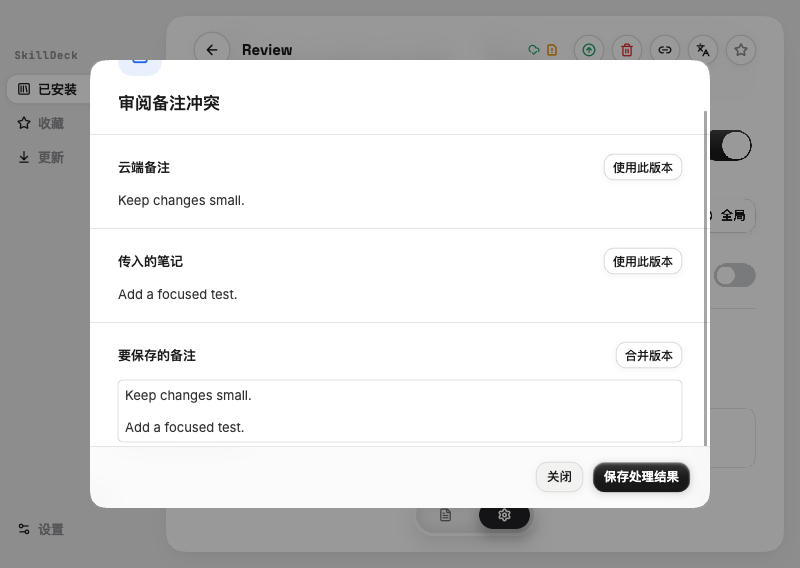 SkillDeck
Review
已安装
收藏
更新
全局
设置
审阅备注冲突
云端备注
使用此版本
Keep changes small.
传入的笔记
使用此版本
Add a focused test.
要保存的备注
合并版本
Keep changes small.
Add a focused test.
关闭
保存处理结果